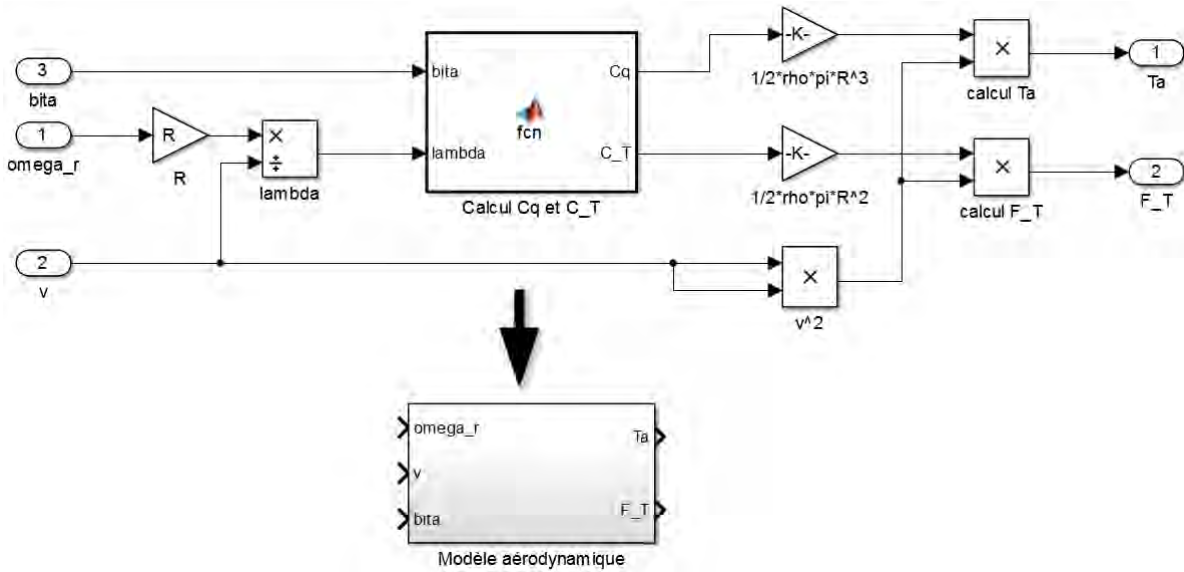 3
bita
1
omega_r
R
R
×
÷
lambda
2
v
bita
lambda
fcn
Cq
C_T
Calcul Cq et C_T
-K-
1/2*rho*pi*R^3
-K-
1/2*rho*pi*R^2
×
v^2
×
calcul Ta
×
calcul F_T
1
Ta
2
F_T
omega_r
v
bita
Ta
F_T
Modèle aérodynamique